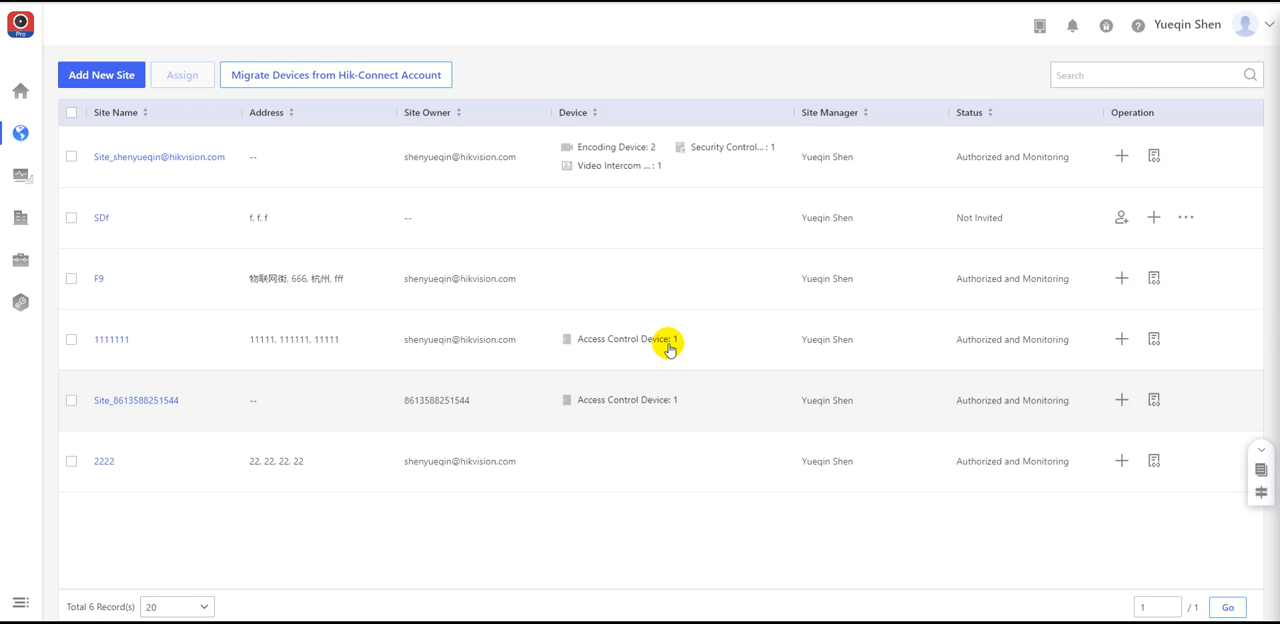 Pro
Yueqin Shen
Add New Site Assign Migrate Devices from Hik-Connect Account Search
Site Name Address Site Owner Device Site Manager Status Operation
Site_shenyueqin@hikvision.com -- shenyueqin@hikvision.com Encoding Device: 2 Security Control... : 1 Yueqin Shen Authorized and Monitoring
Video Intercom ... : 1
SDf f, f, f -- Yueqin Shen Not Invited
F9 物联网街, 666, 杭州, fff shenyueqin@hikvision.com Yueqin Shen Authorized and Monitoring
1111111 11111, 111111, 11111 shenyueqin@hikvision.com Access Control Device: 1 Yueqin Shen Authorized and Monitoring
Site_8613588251544 -- 8613588251544 Access Control Device: 1 Yueqin Shen Authorized and Monitoring
2222 22, 22, 22, 22 shenyueqin@hikvision.com Yueqin Shen Authorized and Monitoring
Total 6 Record(s) 20 1 / 1 Go